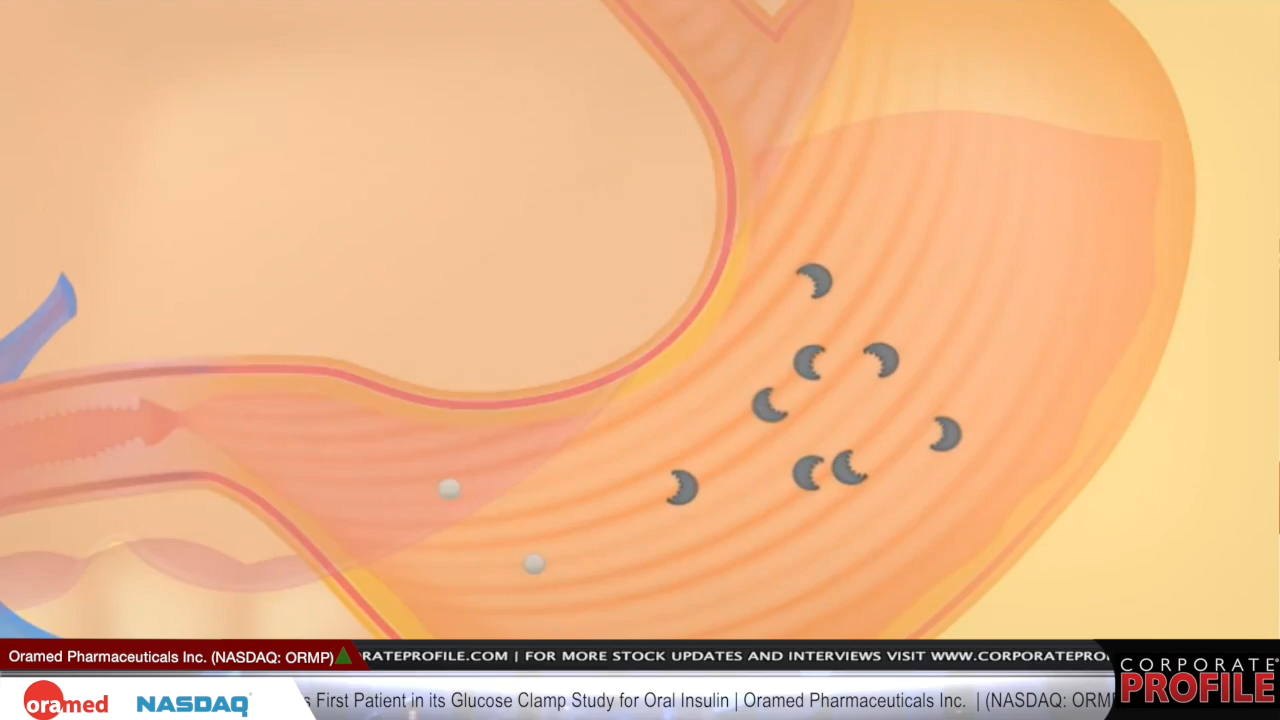 Oramed Pharmaceuticals Inc. (NASDAQ: ORMP)
RATEPROFILE.COM | FOR MORE STOCK UPDATES AND INTERVIEWS VISIT WWW.CORPORATEPRO
CORPORATE
PROFILE
oramed
NASDAQ
s First Patient in its Glucose Clamp Study for Oral Insulin | Oramed Pharmaceuticals Inc. | (NASDAQ: ORM